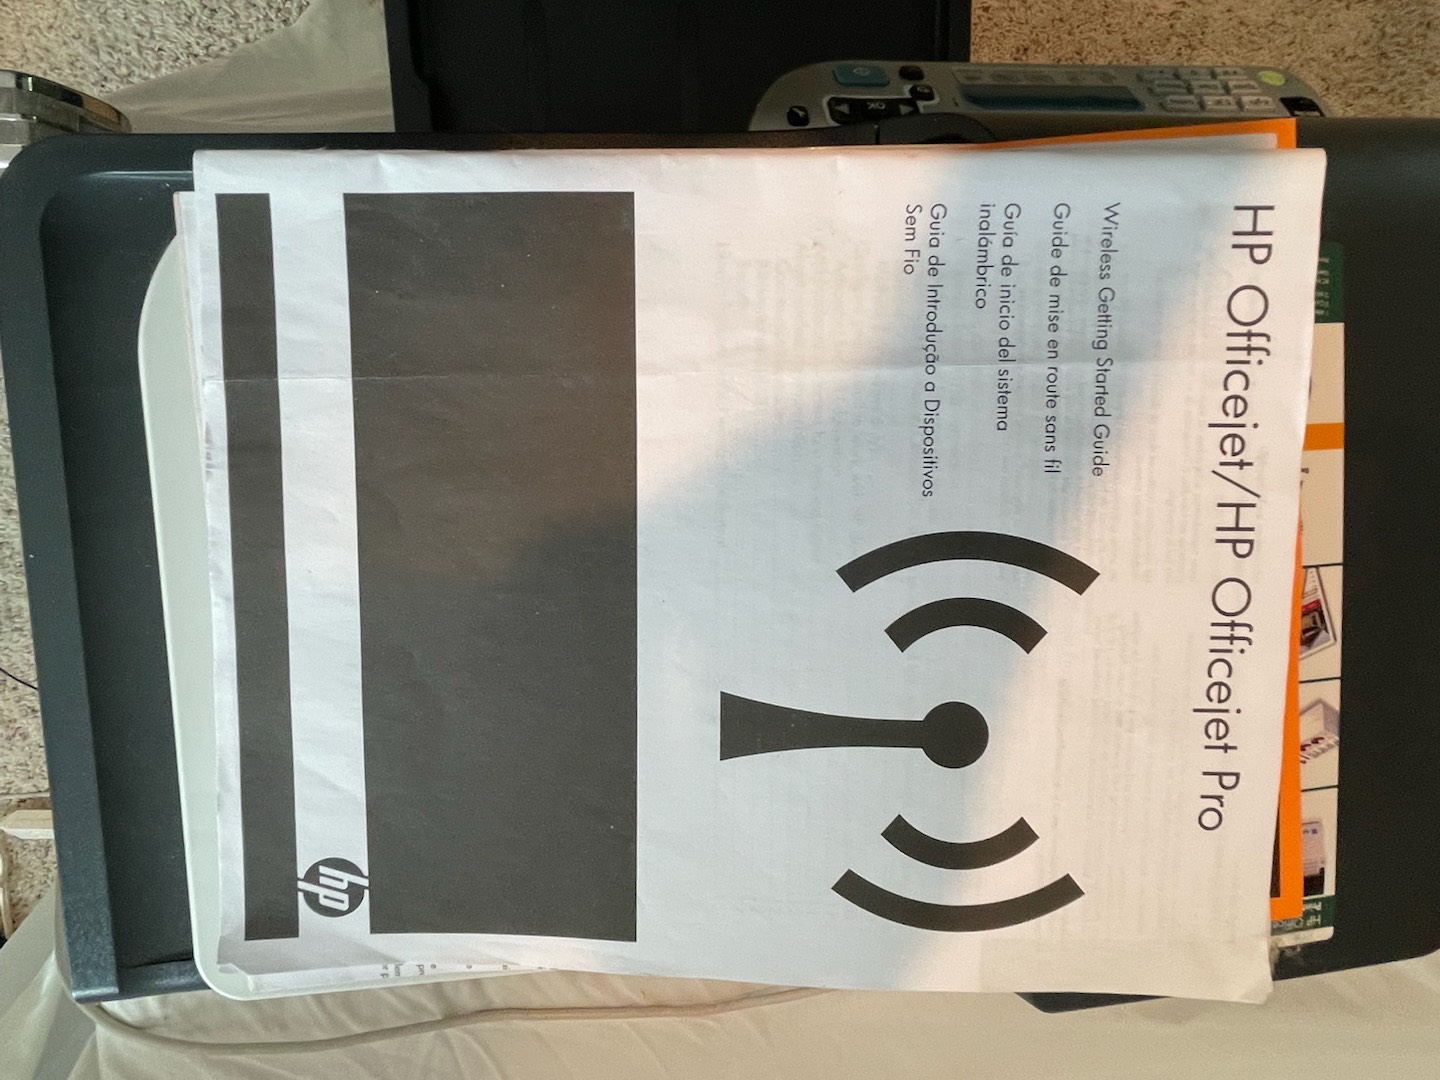 HP Officejet/HP Officejet Pro
Wireless Getting Started Guide
Guide de mise en route sans fil
Guía de inicio del sistema
inalámbrico
Guia de Introdução a Dispositivos
Sem Fio
hp
OK